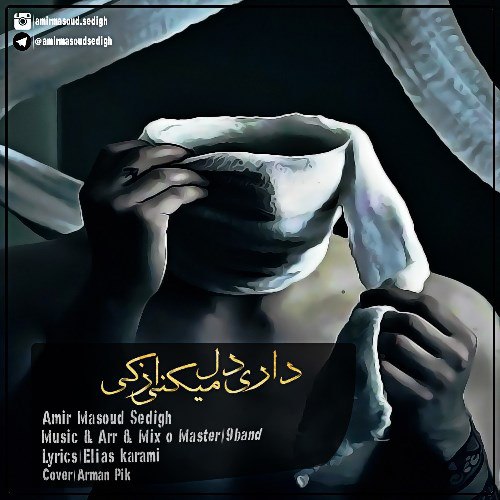 amirmasoud.sedigh
@amirmasoudsedigh
داری دل میکنی از کی
Amir Masoud Sedigh
Music & Arr & Mix o Master|9band
Lyrics|Elias karami
Cover|Arman Pik